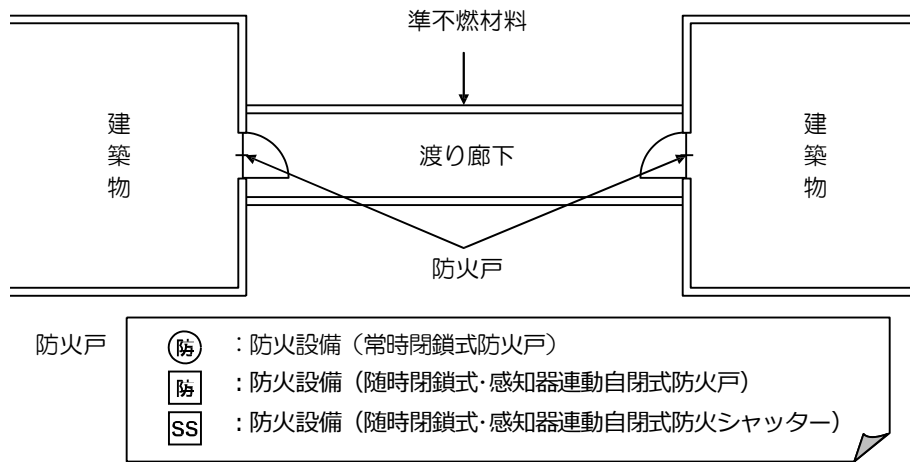 準不燃材料
建築物
渡り廊下
建築物
防火戸
防火戸
防 :防火設備（常時閉鎖式防火戸）
防 :防火設備（随時閉鎖式･感知器連動自閉式防火戸）
SS :防火設備（随時閉鎖式･感知器連動自閉式防火シャッター）